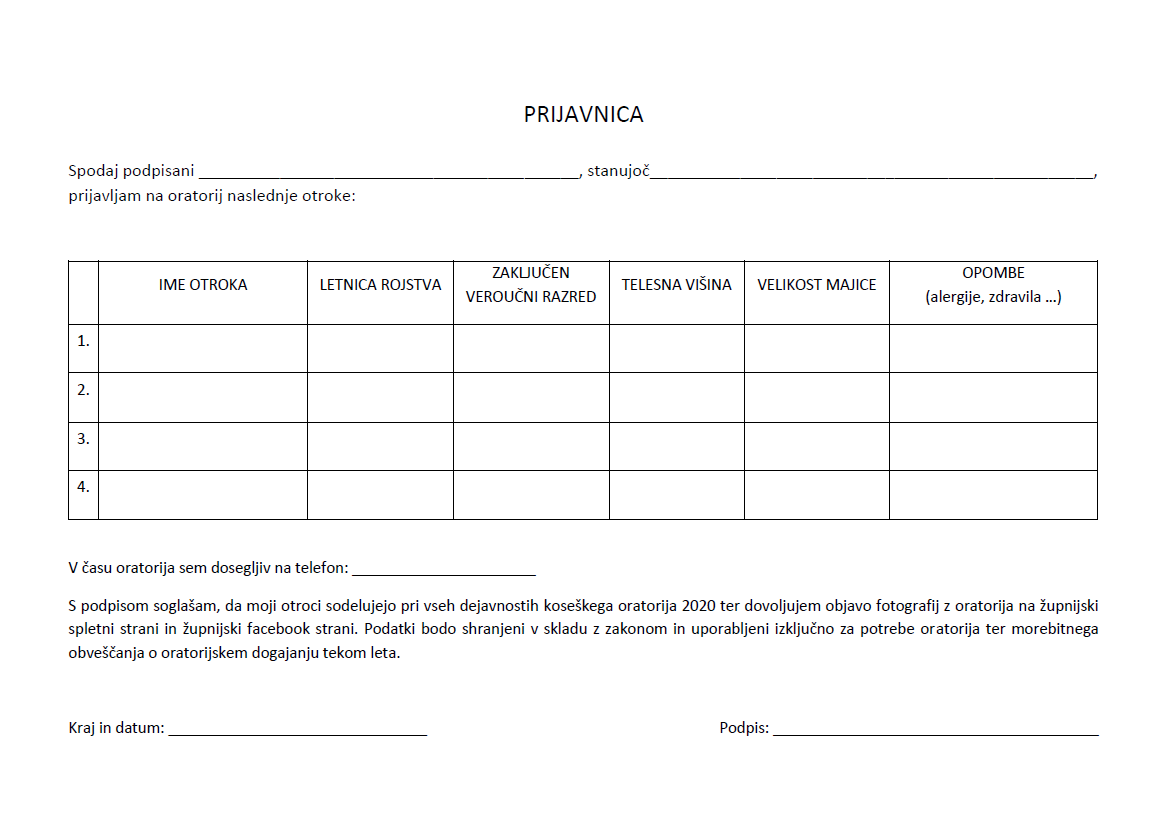 PRIJAVNICA
Spodaj podpisani ____________________________________________, stanujoč____________________________________________________,
prijavljam na oratorij naslednje otroke:
IME OTROKA LETNICA ROJSTVA ZAKLJUČEN VEROUČNI RAZRED TELESNA VIŠINA VELIKOST MAJICE OPOMBE (alergije, zdravila …)
1.
2.
3.
4.
V času oratorija sem dosegljiv na telefon: ______________________
S podpisom soglašam, da moji otroci sodelujejo pri vseh dejavnostih koseškega oratorija 2020 ter dovoljujem objavo fotografij z oratorija na župnijski
spletni strani in župnijski facebook strani. Podatki bodo shranjeni v skladu z zakonom in uporabljeni izključno za potrebe oratorija ter morebitnega
obveščanja o oratorijskem dogajanju tekom leta.
Kraj in datum: _______________________________ Podpis: _______________________________________